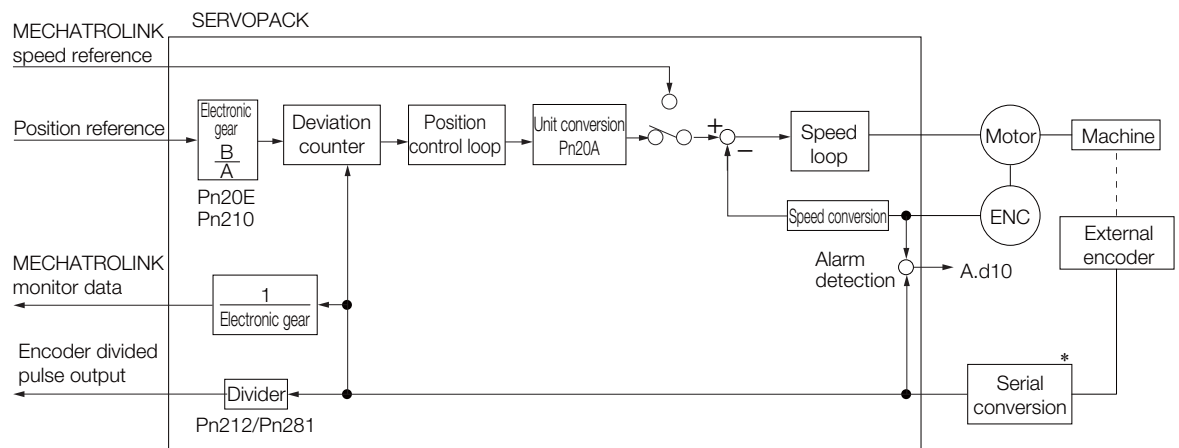 SERVOPACK
MECHATROLINK
speed reference
Position reference
Electronic
gear
B
A
Pn20E
Pn210
Deviation
counter
Position
control loop
Unit conversion
Pn20A
+
−
Speed
loop
Motor
Machine
Speed conversion
ENC
External
encoder
Alarm
detection
A.d10
MECHATROLINK
monitor data
1
Electronic gear
Encoder divided
pulse output
Divider
Pn212/Pn281
*
Serial
conversion